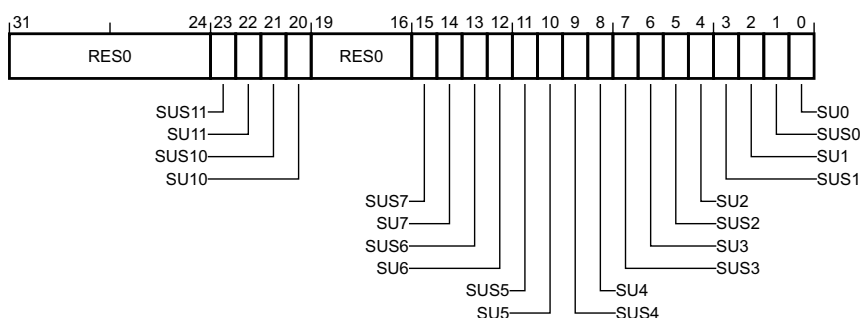 31 24 23 22 21 20 19 16 15 14 13 12 11 10 9 8 7 6 5 4 3 2 1 0
RES0 RES0
SUS11 SU0
SU11 SUS0
SUS10 SU1
SU10 SUS1
SUS7 SU2
SU7 SUS2
SUS6 SU3
SU6 SUS3
SUS5 SU4
SU5 SUS4